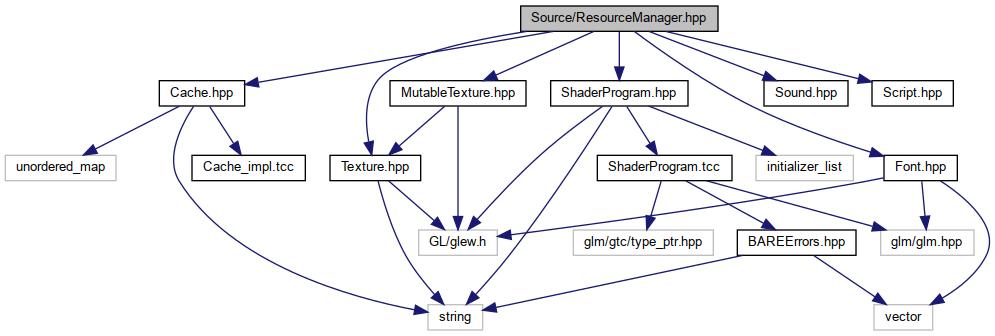 Source/ResourceManager.hpp
Cache.hpp
MutableTexture.hpp
ShaderProgram.hpp
Sound.hpp
Script.hpp
unordered_map
Cache_impl.tcc
Texture.hpp
ShaderProgram.tcc
initializer_list
Font.hpp
GL/glew.h
glm/gtc/type_ptr.hpp
BAREErrors.hpp
glm/glm.hpp
string
vector